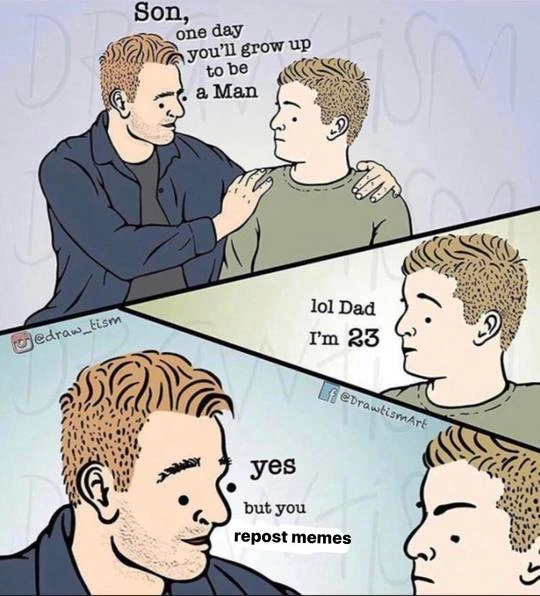 Son,
one day
you'll grow up
to be
a Man
lol Dad
I'm 23
@draw_tism
@DrawtismArt
yes
but you
repost memes
DRAWTISM